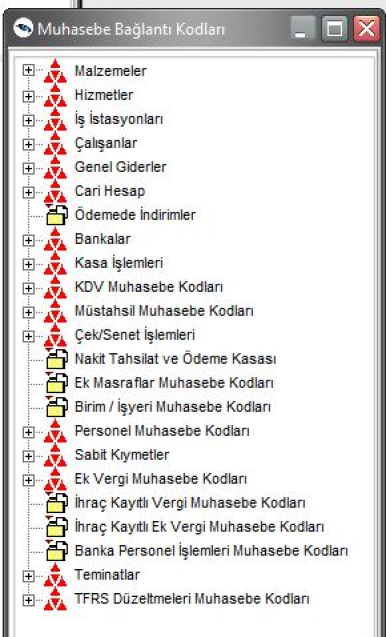 Muhasebe Bağlantı Kodları
Malzemeler
Hizmetler
İş İstasyonları
Çalışanlar
Genel Giderler
Cari Hesap
Ödemede İndirimler
Bankalar
Kasa İşlemleri
KDV Muhasebe Kodları
Müstahsil Muhasebe Kodları
Çek/Senet İşlemleri
Nakit Tahsilat ve Ödeme Kasası
Ek Masraflar Muhasebe Kodları
Birim / İşyeri Muhasebe Kodları
Personel Muhasebe Kodları
Sabit Kıymetler
Ek Vergi Muhasebe Kodları
İhraç Kayıtlı Vergi Muhasebe Kodları
İhraç Kayıtlı Ek Vergi Muhasebe Kodları
Banka Personel İşlemleri Muhasebe Kodları
Teminatlar
TFRS Düzeltmeleri Muhasebe Kodları